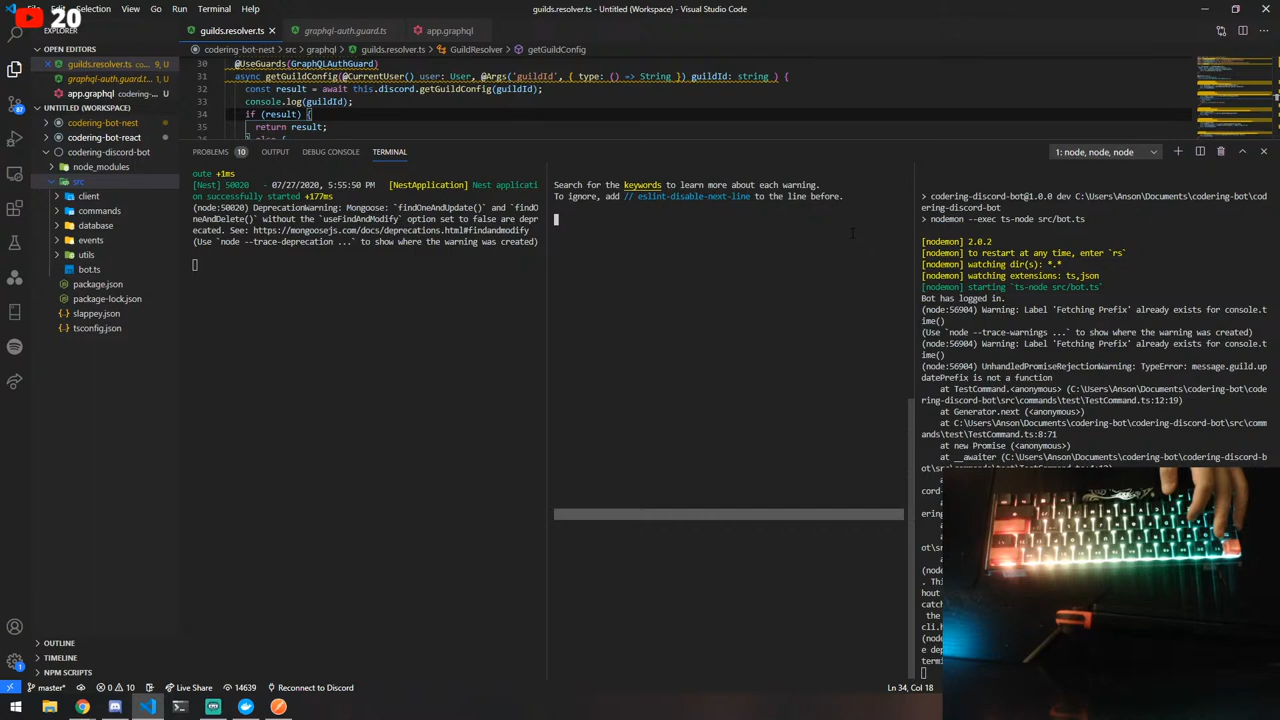 20
Edit Selection View Go Run Terminal Help
guilds.resolver.ts - Untitled (Workspace) - Visual Studio Code
EXPLORER
OPEN EDITORS
guilds.resolver.ts co... 9, 1
graphql-auth.guard.t...
app.graphql codering-...
UNTITLED (WORKSPACE)
codering-bot-nest
codering-bot-react
codering-discord-bot
node_modules
src
client
commands
database
events
utils
bot.ts
package.json
package-lock.json
slappey.json
tsconfig.json
OUTLINE
TIMELINE
NPM SCRIPTS
guilds.resolver.ts
graphql-auth.guard.ts
app.graphql
codering-bot-nest > src > graphql > guilds.resolver.ts > GuildResolver > getGuildConfig
30 @UseGuards(GraphQLAuthGuard)
31 async getGuildConfig(@CurrentUser() user: User, @Args('guildId', { type: () => String }) guildId: string ) {
32 const result = await this.discord.getGuildConfig(guildId);
33 console.log(guildId);
34 if (result) {
35 return result;
PROBLEMS 10 OUTPUT DEBUG CONSOLE TERMINAL
1: node, node, node
oute +1ms
[Nest] 50020 - 07/27/2020, 5:55:50 PM [NestApplication] Nest applicati
on successfully started +177ms
(node:50020) DeprecationWarning: Mongoose: `findOneAndUpdate()` and `findO
neAndDelete()` without the `useFindAndModify` option set to false are depr
ecated. See: https://mongoosejs.com/docs/deprecations.html#findandmodify
(Use `node --trace-deprecation ...` to show where the warning was created)
Search for the keywords to learn more about each warning.
To ignore, add // eslint-disable-next-line to the line before.
> codering-discord-bot@1.0.0 dev C:\Users\Anson\Documents\codering-bot\cod
ering-discord-bot
> nodemon --exec ts-node src/bot.ts
[nodemon] 2.0.2
[nodemon] to restart at any time, enter `rs`
[nodemon] watching dir(s): *.*
[nodemon] watching extensions: ts,json
[nodemon] starting `ts-node src/bot.ts`
Bot has logged in.
(node:56904) Warning: Label 'Fetching Prefix' already exists for console.t
ime()
(Use `node --trace-warnings ...` to show where the warning was created)
(node:56904) Warning: Label 'Fetching Prefix' already exists for console.t
ime()
(node:56904) UnhandledPromiseRejectionWarning: TypeError: message.guild.up
datePrefix is not a function
at TestCommand.<anonymous> (C:\Users\Anson\Documents\codering-bot\code
ring-discord-bot\src\commands\test\TestCommand.ts:12:19)
at Generator.next (<anonymous>)
at C:\Users\Anson\Documents\codering-bot\codering-discord-bot\src\comm
ands\test\TestCommand.ts:8:71
at new Promise (<anonymous>)
at __awaiter (C:\Users\Anson\Documents\codering-bot\codering-discord-b
master* 0 10 Live Share 14639 Reconnect to Discord
Ln 34, Col 18